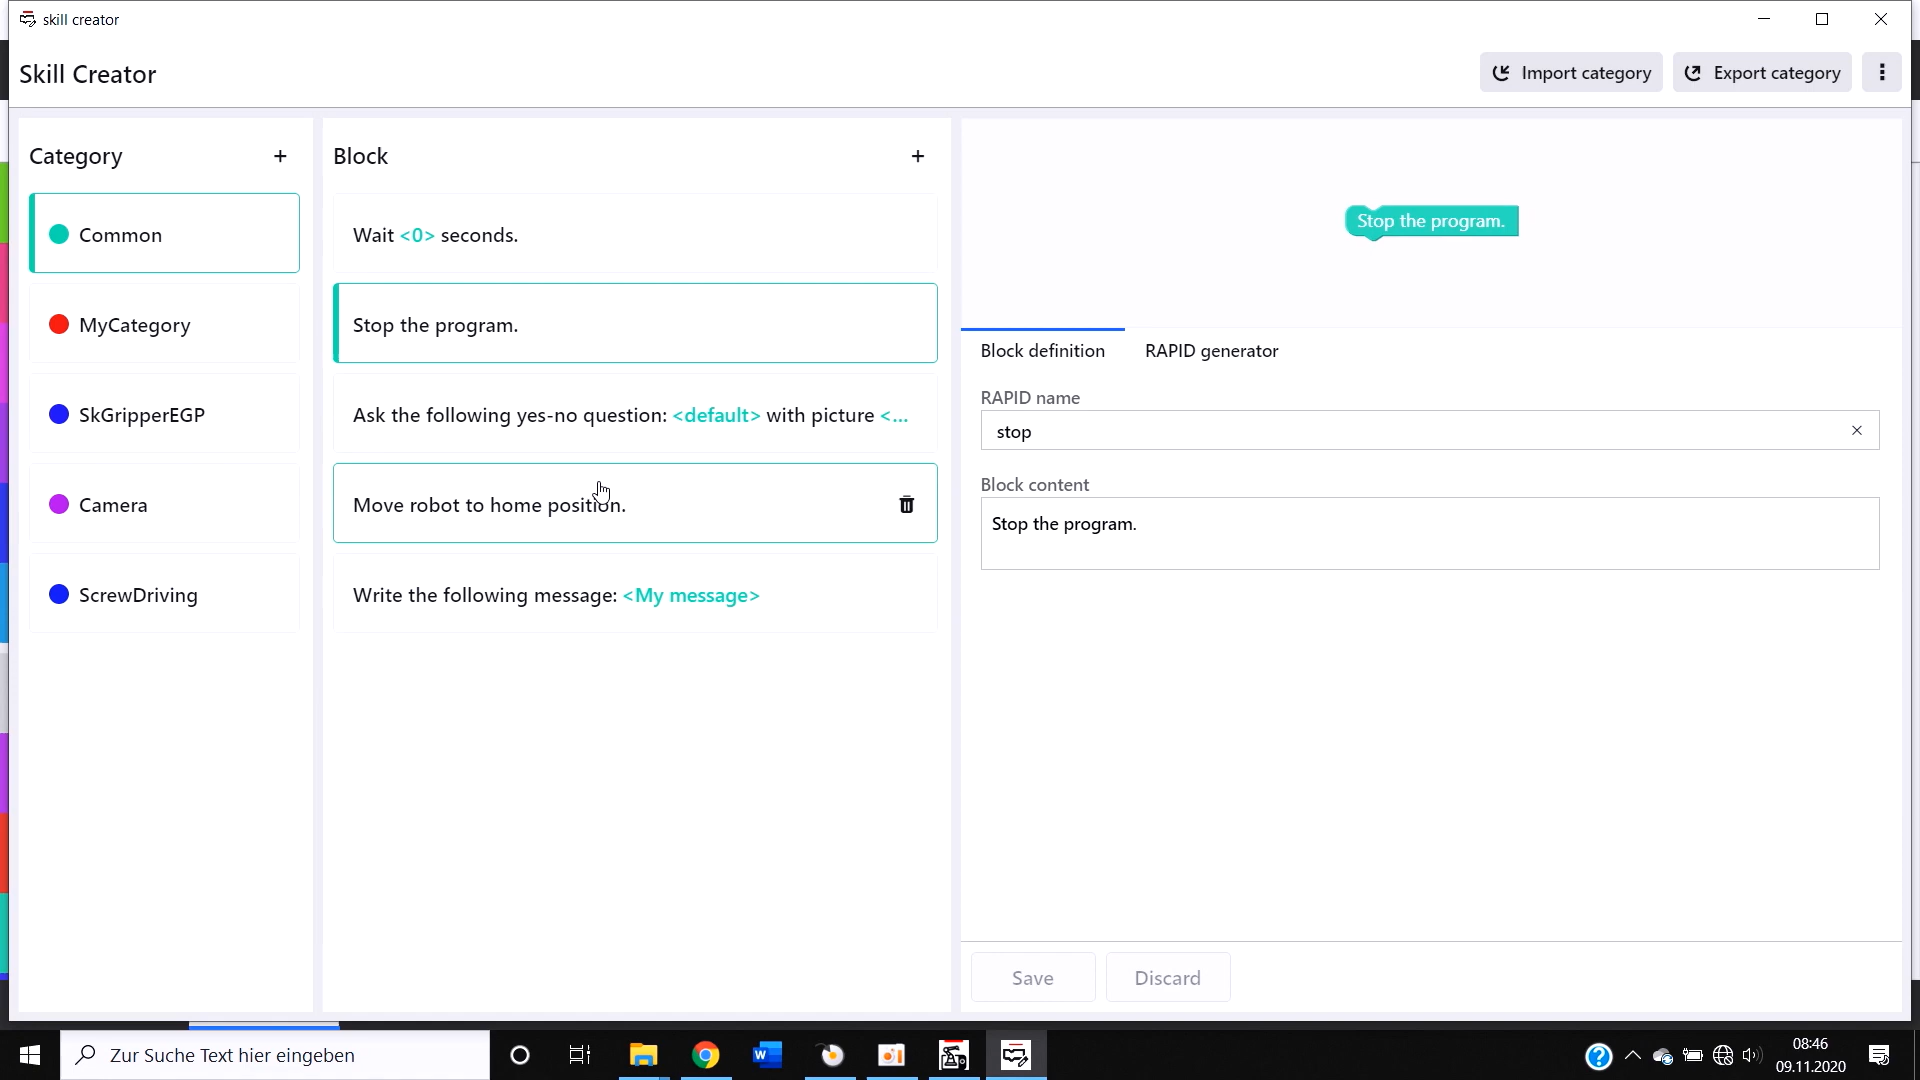 skill creator
Skill Creator
Import category
Export category
Category
Common
MyCategory
SkGripperEGP
Camera
ScrewDriving
Block
Wait <0> seconds.
Stop the program.
Ask the following yes-no question: <default> with picture <...
Move robot to home position.
Write the following message: <My message>
Stop the program.
Block definition
RAPID generator
RAPID name
stop
Block content
Stop the program.
Save
Discard
Zur Suche Text hier eingeben
08:46
09.11.2020